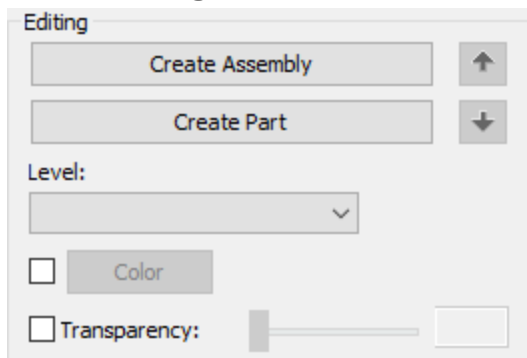 Editing
Create Assembly
Create Part
Level:
Color
Transparency: